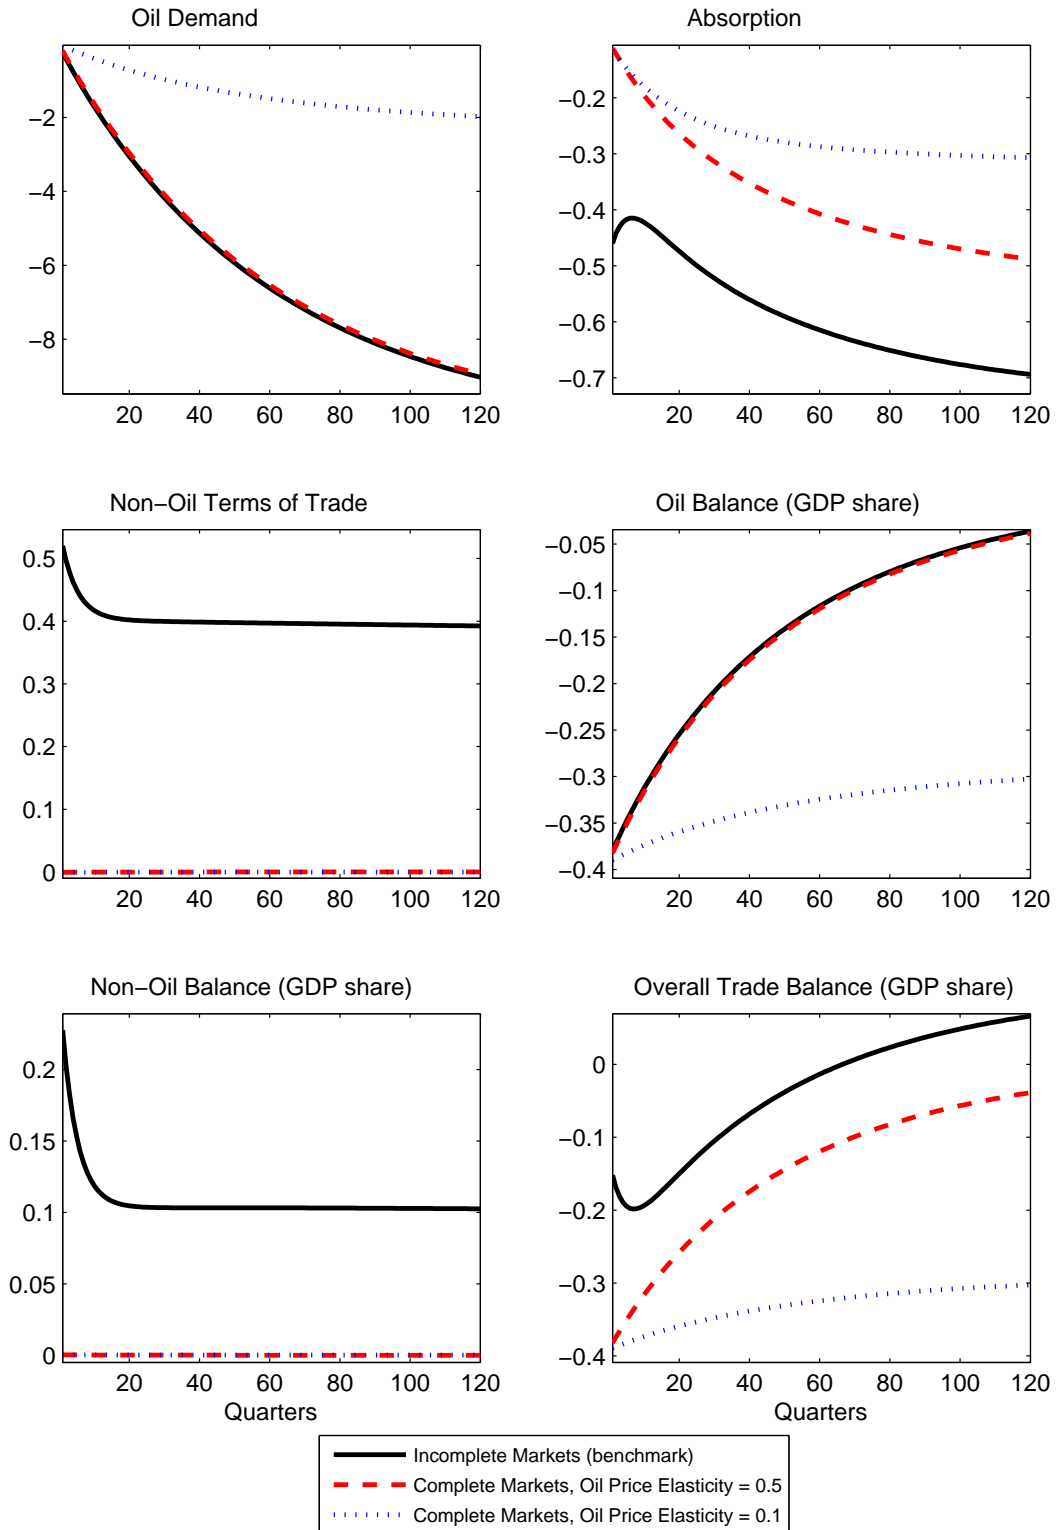 Oil Demand
−2
−4
−6
−8
20 40 60 80 100 120
Absorption
−0.2
−0.3
−0.4
−0.5
−0.6
−0.7
20 40 60 80 100 120
Non−Oil Terms of Trade
0.5
0.4
0.3
0.2
0.1
0
20 40 60 80 100 120
Oil Balance (GDP share)
−0.05
−0.1
−0.15
−0.2
−0.25
−0.3
−0.35
−0.4
20 40 60 80 100 120
Non−Oil Balance (GDP share)
0.2
0.15
0.1
0.05
0
20 40 60 80 100 120
Quarters
Overall Trade Balance (GDP share)
0
−0.1
−0.2
−0.3
−0.4
20 40 60 80 100 120
Quarters
Incomplete Markets (benchmark)
Complete Markets, Oil Price Elasticity = 0.5
Complete Markets, Oil Price Elasticity = 0.1